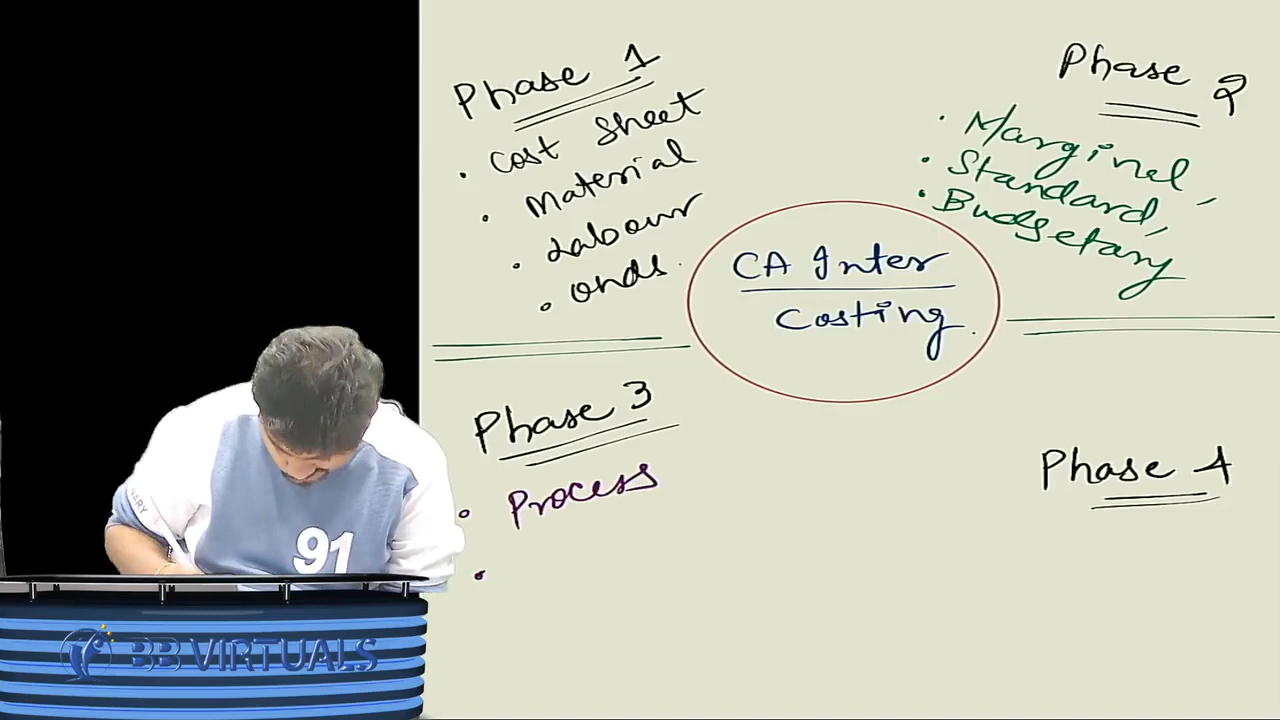 Phase 1
• Cost Sheet
• Material
• Labour
• OHDs.
Phase 2
• Marginal,
• Standard,
• Budgetary
CA Inter
Costing.
Phase 3
• Process
•
Phase 4
NARY
91
BB VIRTUALS